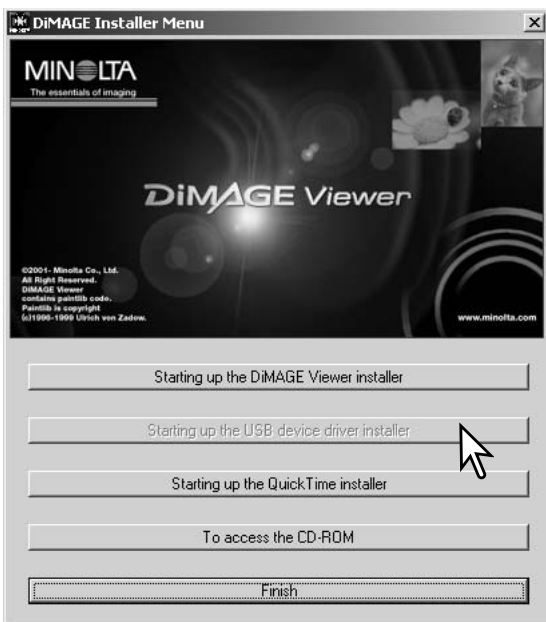 DiMAGE Installer Menu
MINOLTA
The essentials of imaging
DiMAGE Viewer
©2001- Minolta Co., Ltd.
All Right Reserved.
DiMAGE Viewer
contains paintlib code.
Paintlib is copyright
(c)1996-1999 Ulrich von Zadow.
www.minolta.com
Starting up the DiMAGE Viewer installer
Starting up the USB device driver installer
Starting up the QuickTime installer
To access the CD-ROM
Finish